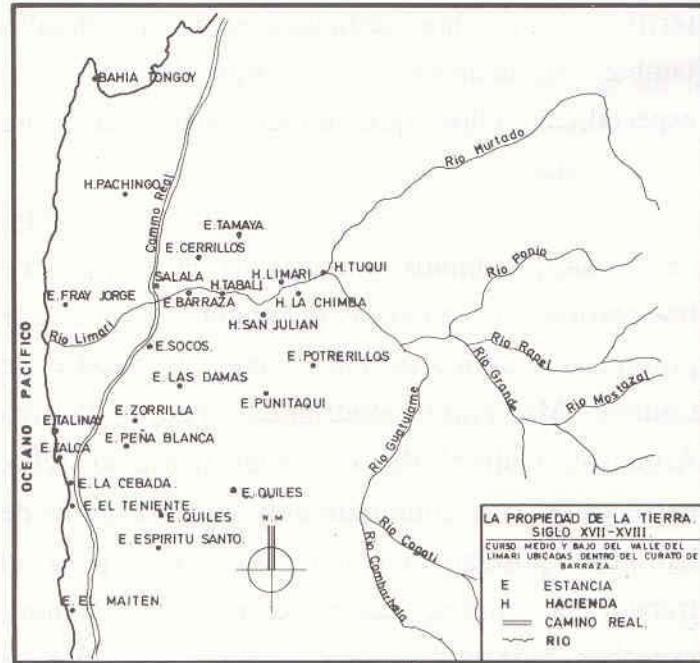 BAHIA TONGOY
H. PACHINGO
Camino Real
Rio Hurtado
E. TAMAYA
E. CERRILLOS
SALALA
H. TABALI
H. LIMARI
H. TUQUI
Rio Ponio
E. FRAY JORGE
E. BARRAZA
H. LA CHIMBA
H. SAN JULIAN
Rio Limari
Rio Rapel
E. SOCOS.
E. POTRERILLOS
Rio Grande
Rio Mostazal
E. LAS DAMAS
E. PUNITAQUI
OCEANO PACIFICO
E. ZORRILLA
E. TALINAY
E. PEÑA BLANCA
E. TALCA
Rio Guatulame
E. LA CEBADA.
E. QUILES
E. EL TENIENTE.
E. QUILES.
E. ESPIRITU SANTO.
N.M.
Rio Cogoti
Rio Combarbala
E. EL MAITEN.
LA PROPIEDAD DE LA TIERRA.
SIGLO XVII-XVIII.
CURSO MEDIO Y BAJO DEL VALLE DEL
LIMARI UBICADAS DENTRO DEL CURATO DE
BARRAZA.
E ESTANCIA
H HACIENDA
CAMINO REAL.
RIO